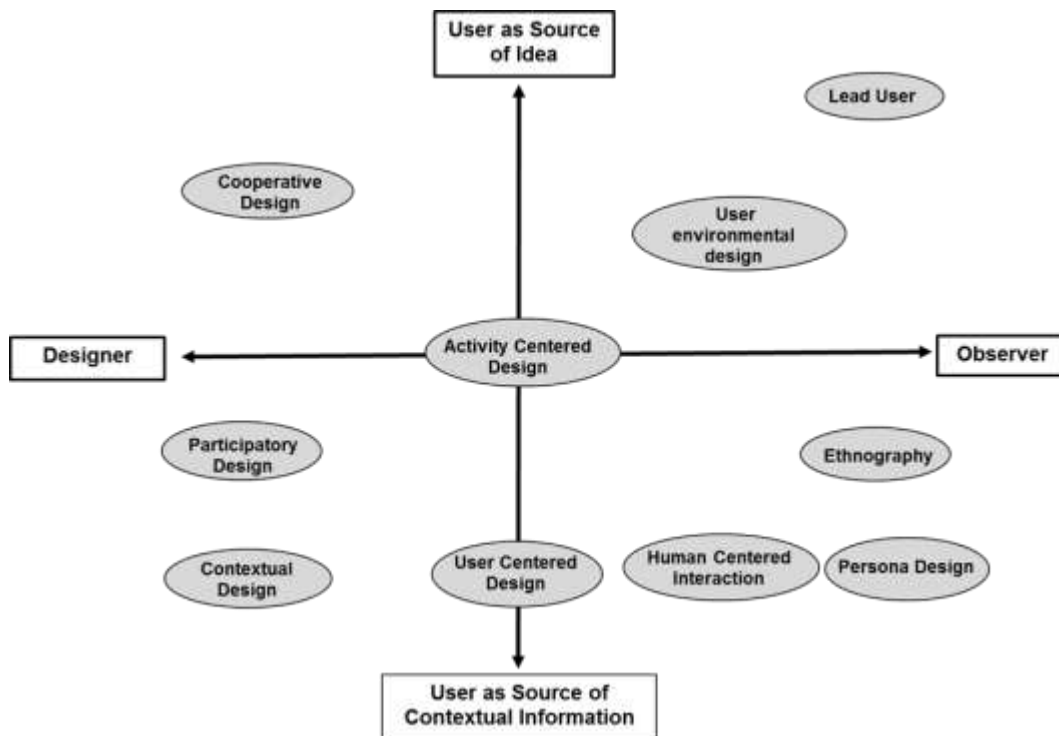 User as Source
of Idea
Lead User
Cooperative
Design
User
environmental
design
Designer
Activity Centered
Design
Observer
Participatory
Design
Ethnography
Contextual
Design
User Centered
Design
Human Centered
Interaction
Persona Design
User as Source of
Contextual Information